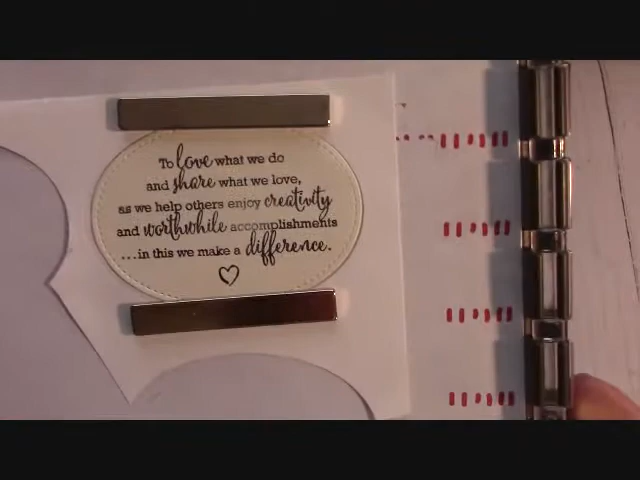 To love what we do
and share what we love,
as we help others enjoy creativity
and worthwhile accomplishments
...in this we make a difference.